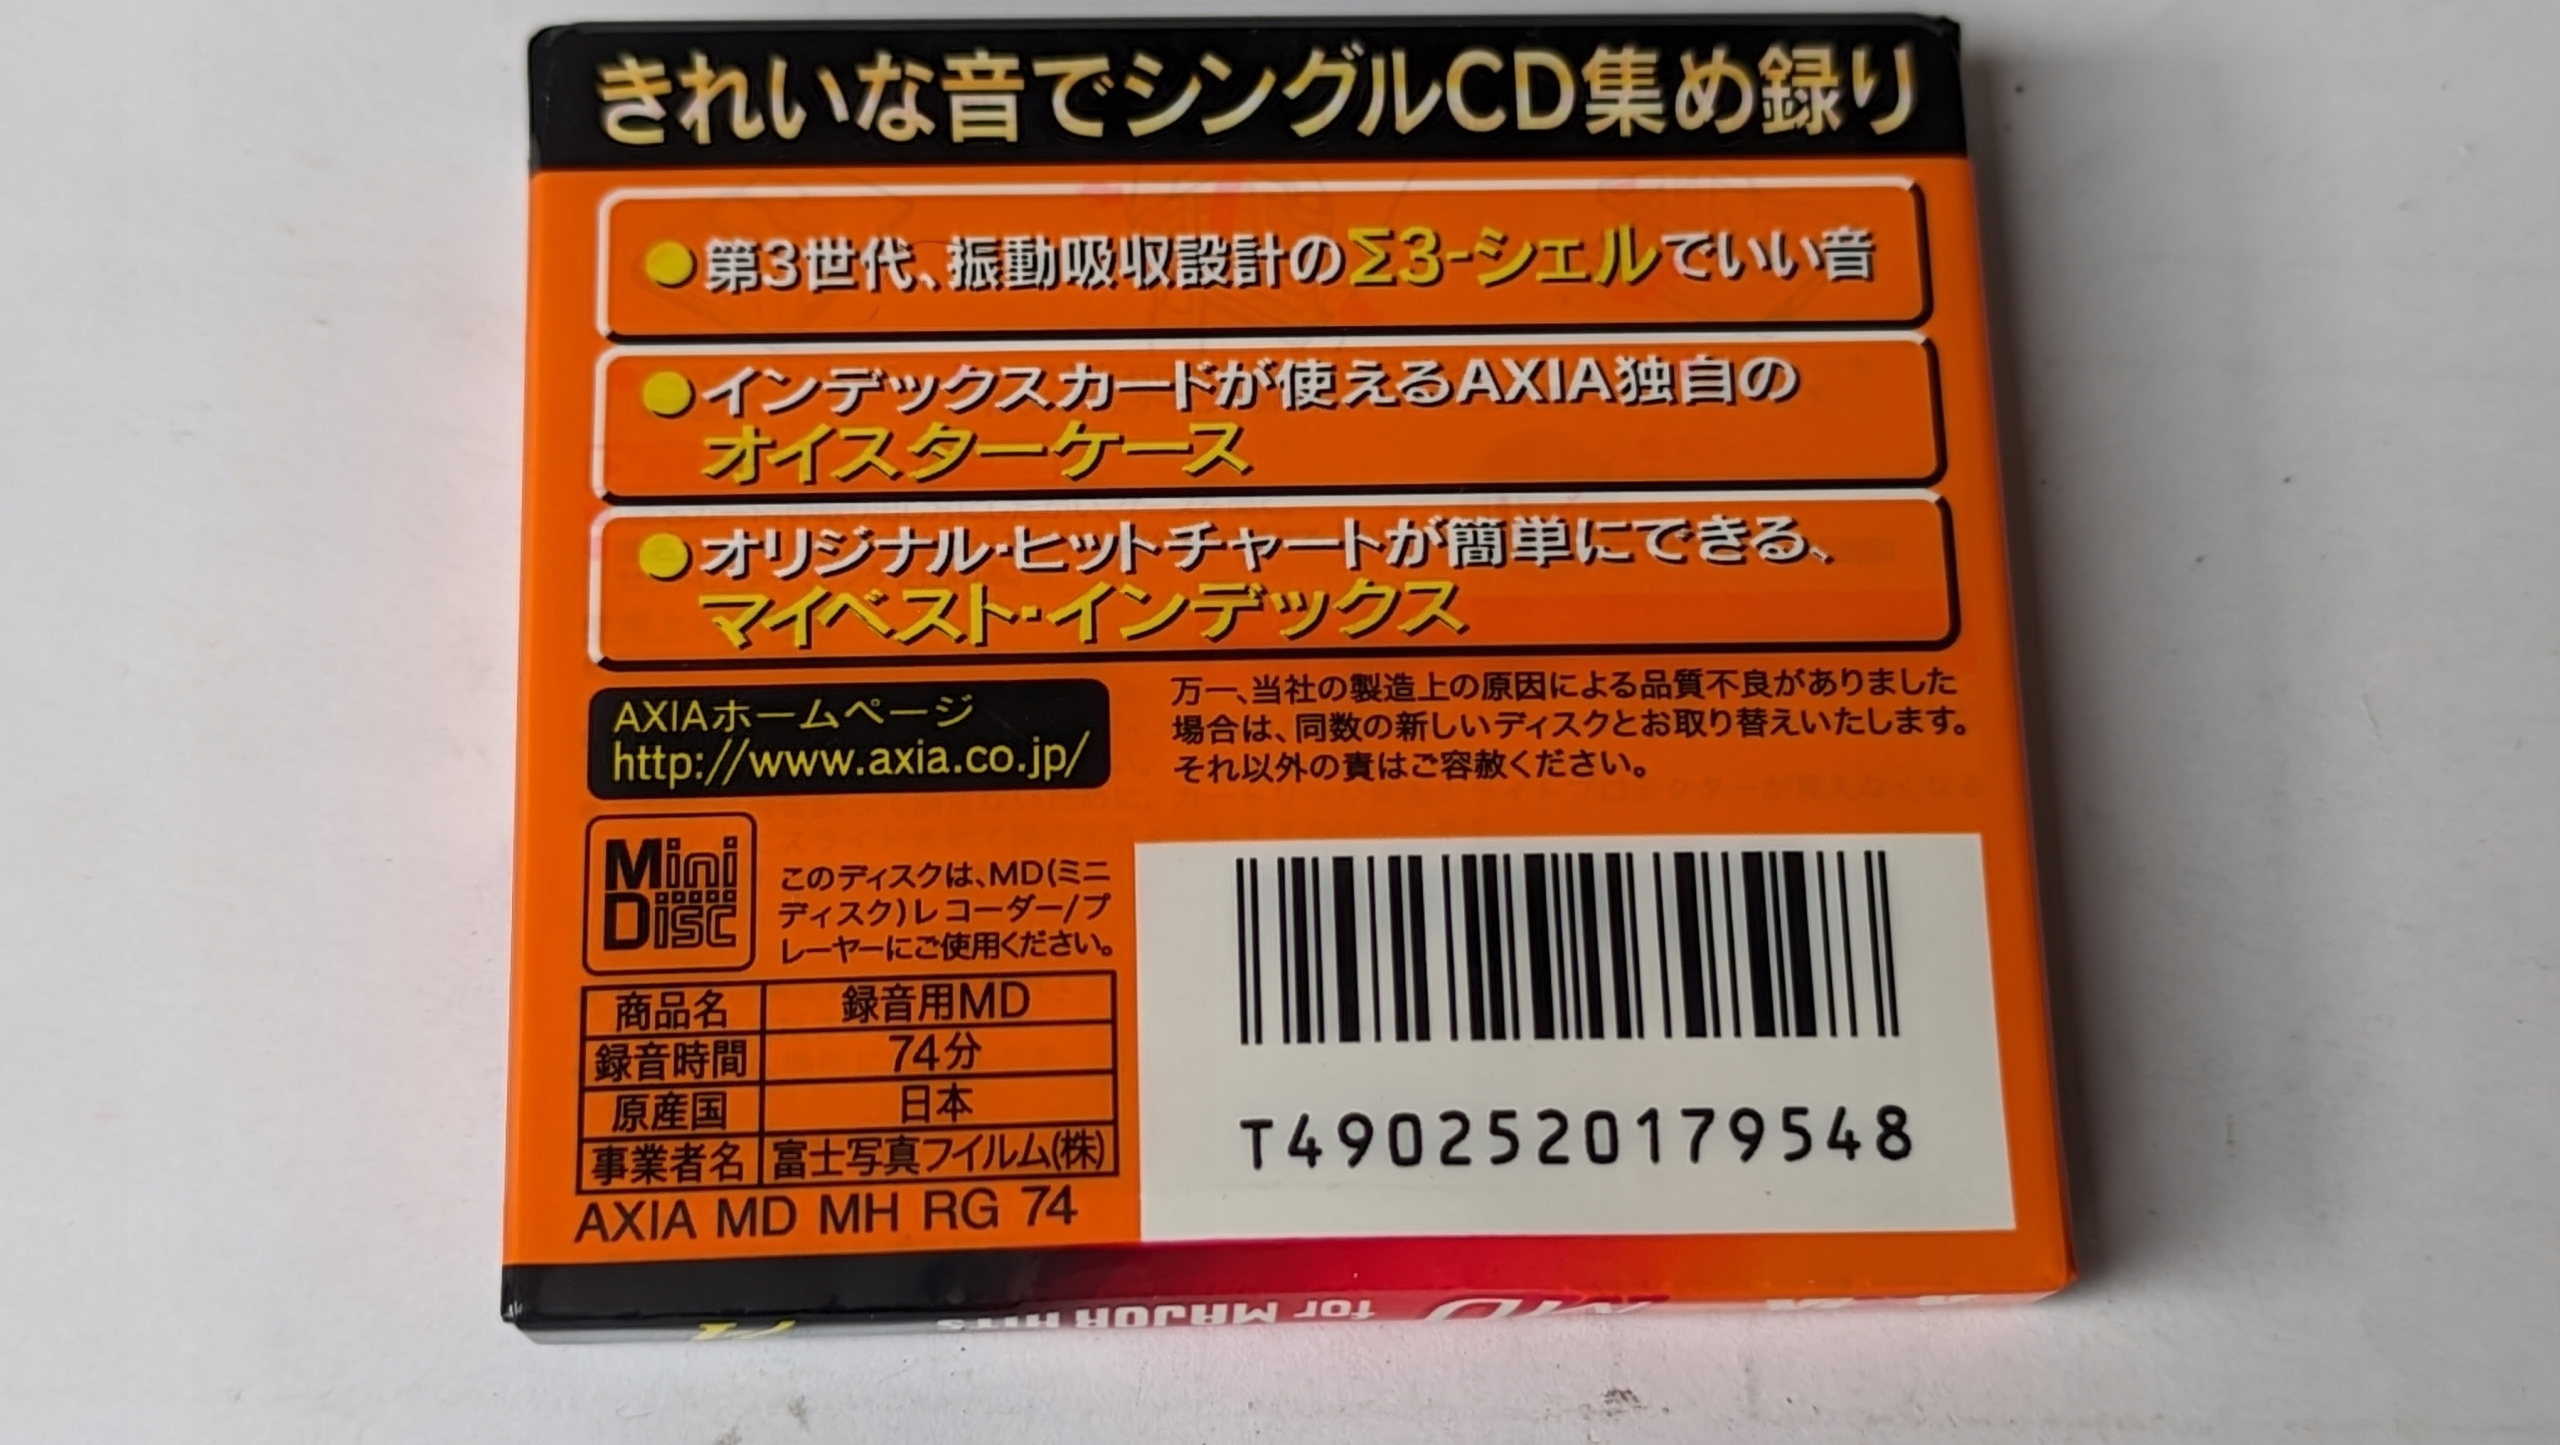 きれいな音でシングルCD集め録り
●第3世代、振動吸収設計のΣ3-シェルでいい音
●インデックスカードが使えるAXIA独自の
オイスターケース
●オリジナル・ヒットチャートが簡単にできる、
マイベスト・インデックス
AXIAホームページ
http://www.axia.co.jp/
万一、当社の製造上の原因による品質不良がありました
場合は、同数の新しいディスクとお取り替えいたします。
それ以外の責はご容赦ください。
Mini
Disc
このディスクは、MD(ミニ
ディスク)レコーダー/プ
レーヤーにご使用ください。
商品名 録音用MD
録音時間 74分
原産国 日本
事業者名 富士写真フイルム(株)
AXIA MD MH RG 74
T4902520179548
for MAJOR HITS